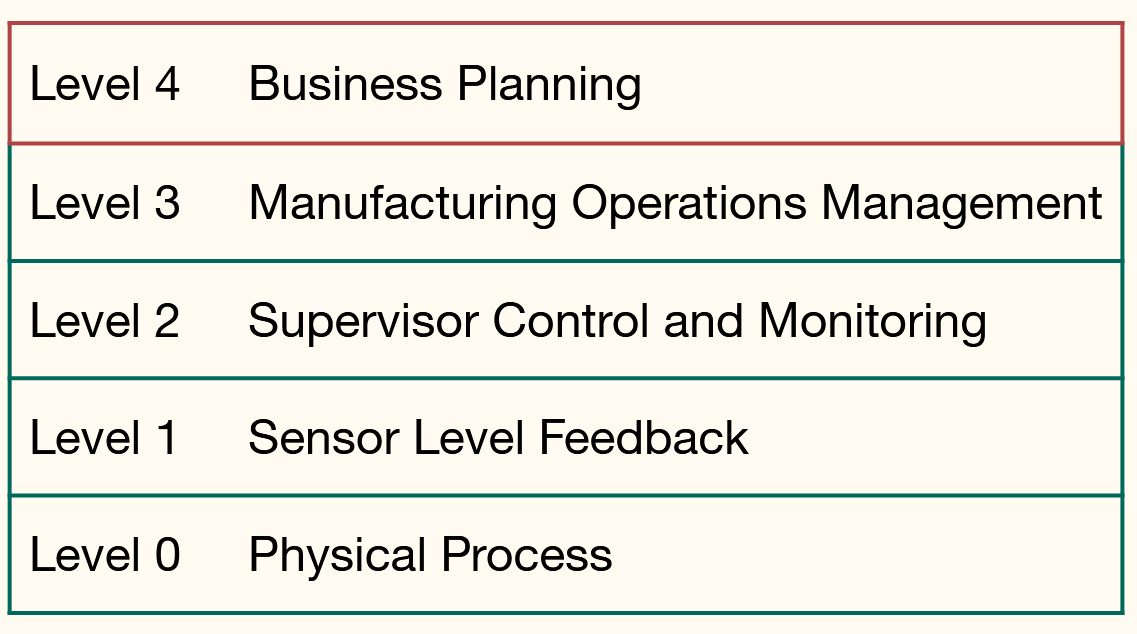 Level 4 Business Planning
Level 3 Manufacturing Operations Management
Level 2 Supervisor Control and Monitoring
Level 1 Sensor Level Feedback
Level 0 Physical Process